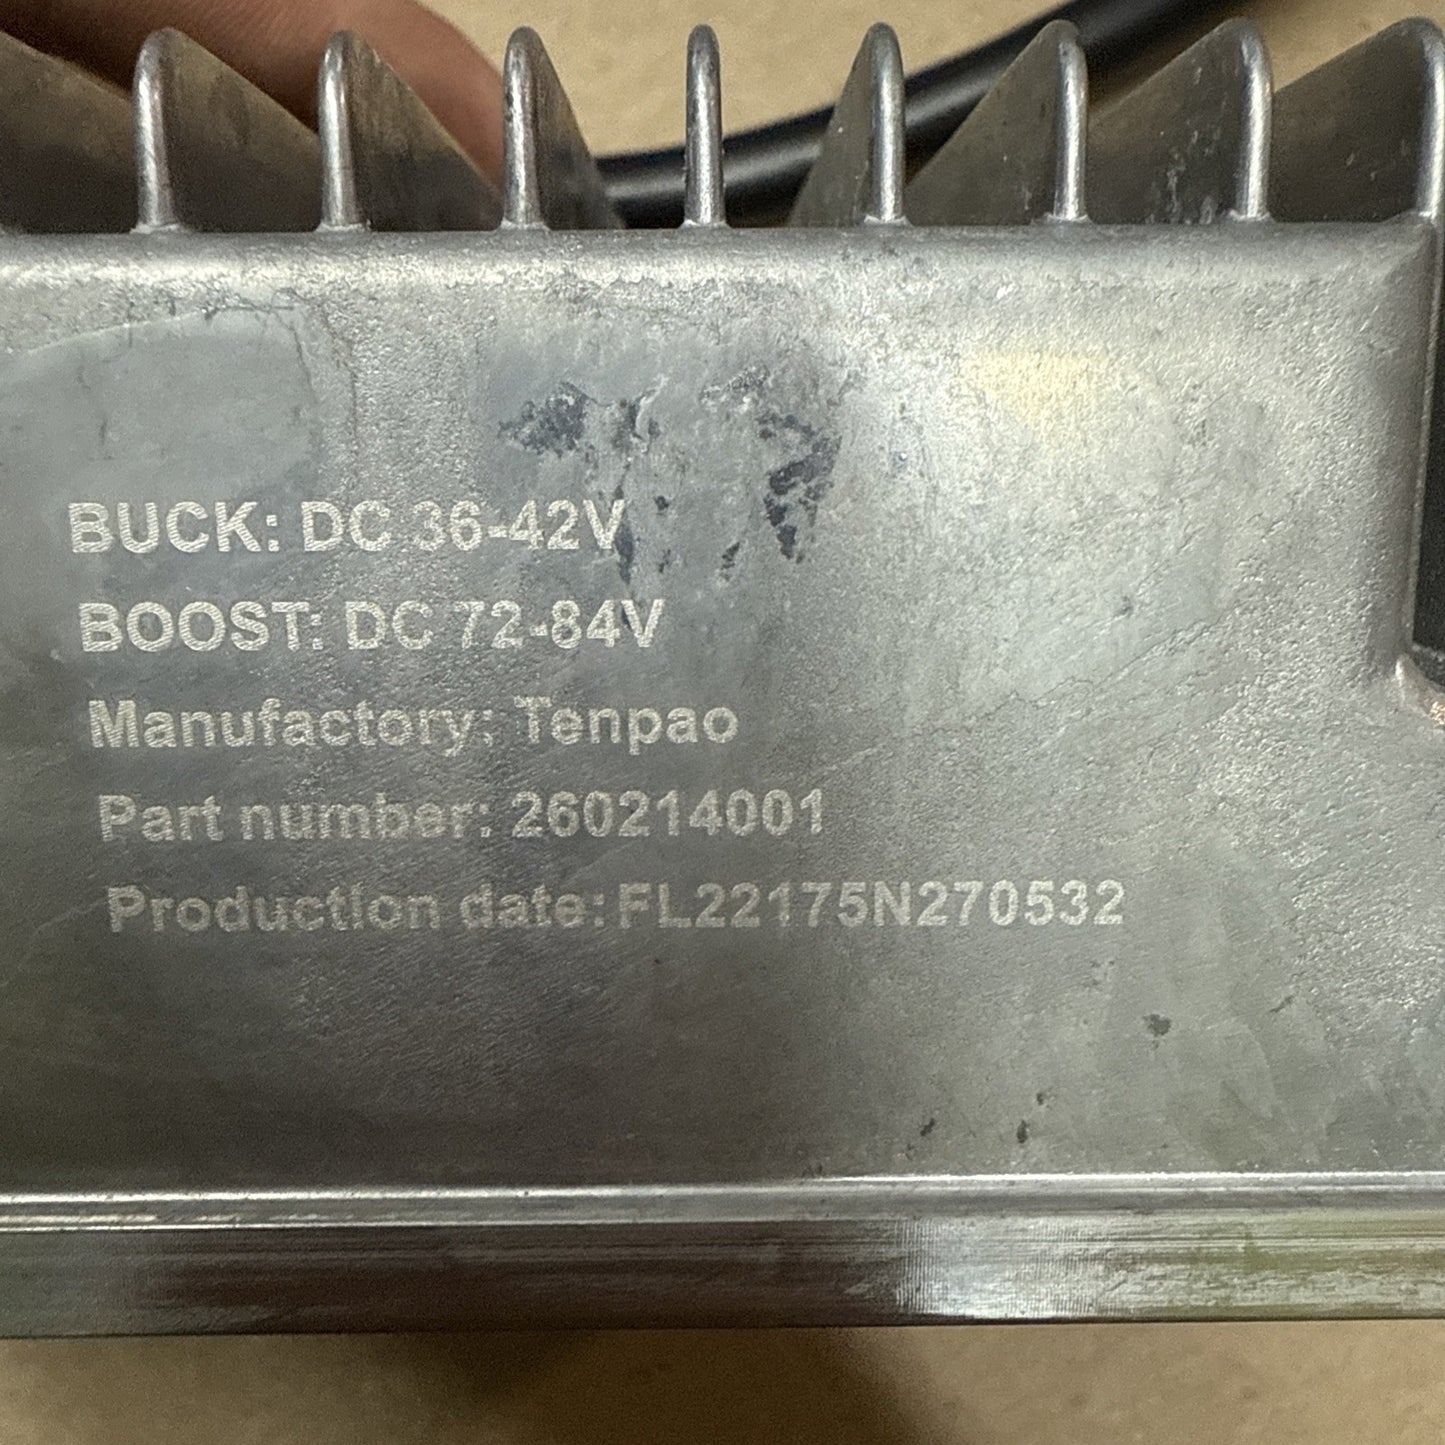 BUCK: DC 36-42V
BOOST: DC 72-84V
Manufactory: Tenpao
Part number: 260214001
Production date: FL22175N270532